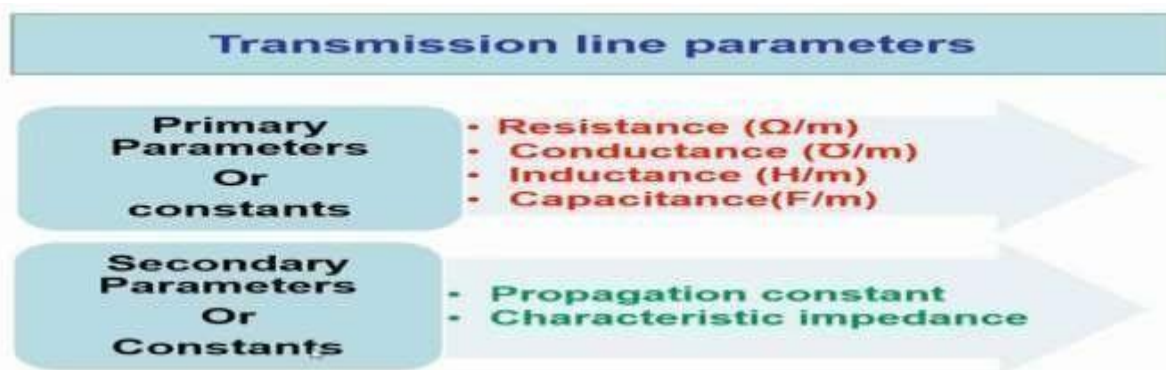 Transmission line parameters
Primary
Parameters
Or
constants
• Resistance (Ω/m)
• Conductance (℧/m)
• Inductance (H/m)
• Capacitance(F/m)
Secondary
Parameters
Or
Constants
• Propagation constant
• Characteristic impedance